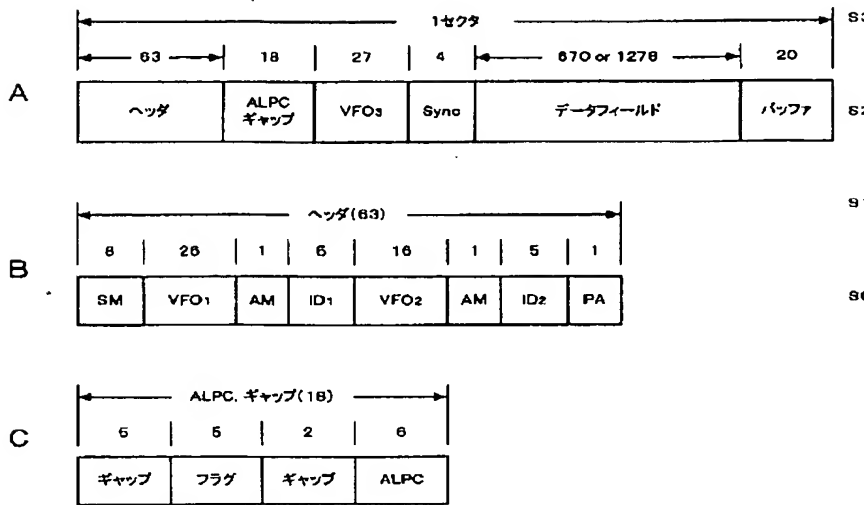 1セクタ
63 18 27 4 670 or 1278 20
A
ヘッダ ALPC ギャップ VFO3 Sync データフィールド バッファ
ヘッダ(63)
8 26 1 6 16 1 5 1
B
SM VFO1 AM ID1 VFO2 AM ID2 PA
ALPC, ギャップ(18)
5 5 2 6
C
ギャップ フラグ ギャップ ALPC
S2
S1
S0